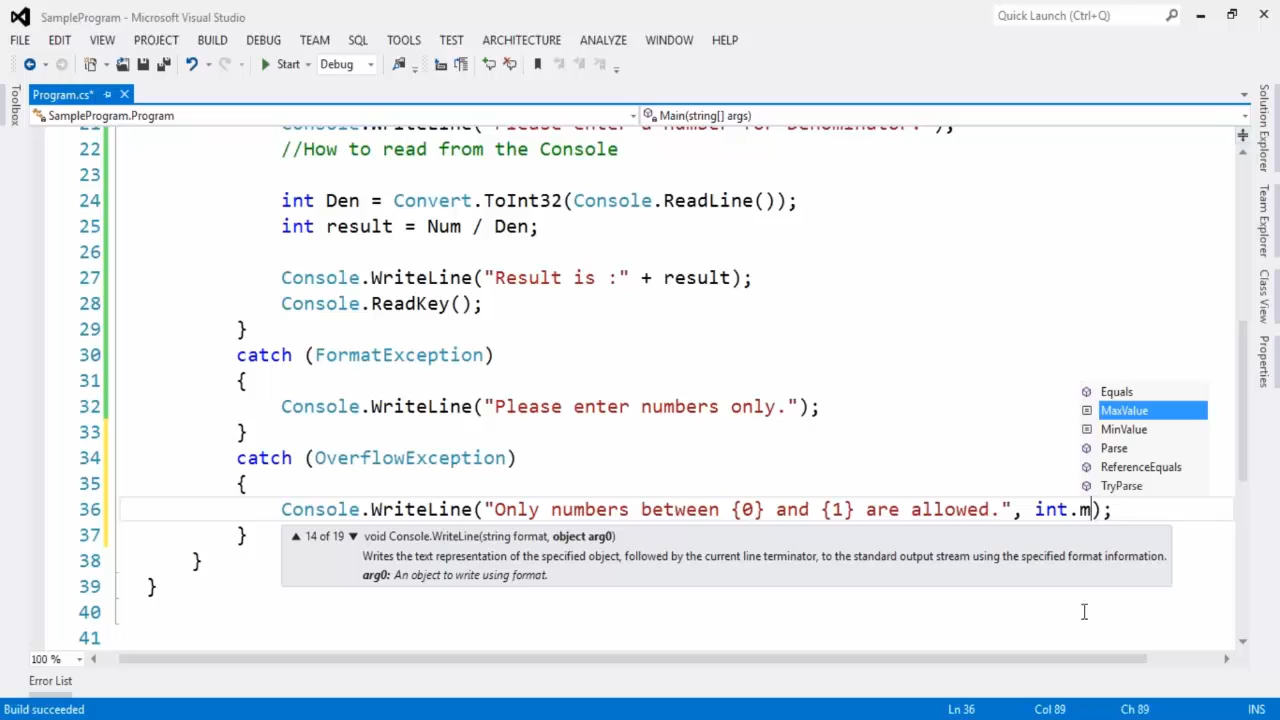 SampleProgram - Microsoft Visual Studio
Quick Launch (Ctrl+Q)
FILE EDIT VIEW PROJECT BUILD DEBUG TEAM SQL TOOLS TEST ARCHITECTURE ANALYZE WINDOW HELP
Start Debug
Toolbox
Program.cs*
SampleProgram.Program
Main(string[] args)
21 Console.WriteLine("Please enter a number for Denominator:");
22 //How to read from the Console
23
24 int Den = Convert.ToInt32(Console.ReadLine());
25 int result = Num / Den;
26
27 Console.WriteLine("Result is :" + result);
28 Console.ReadKey();
29 }
30 catch (FormatException)
31 {
32 Console.WriteLine("Please enter numbers only.");
33 }
34 catch (OverflowException)
35 {
36 Console.WriteLine("Only numbers between {0} and {1} are allowed.", int.m);
37 }
38 }
39 }
40
41
Equals
MaxValue
MinValue
Parse
ReferenceEquals
TryParse
▲ 14 of 19 ▼ void Console.WriteLine(string format, object arg0)
Writes the text representation of the specified object, followed by the current line terminator, to the standard output stream using the specified format information.
arg0: An object to write using format.
Solution Explorer
Team Explorer
Class View
Properties
100 %
Error List
Build succeeded
Ln 36 Col 89 Ch 89 INS